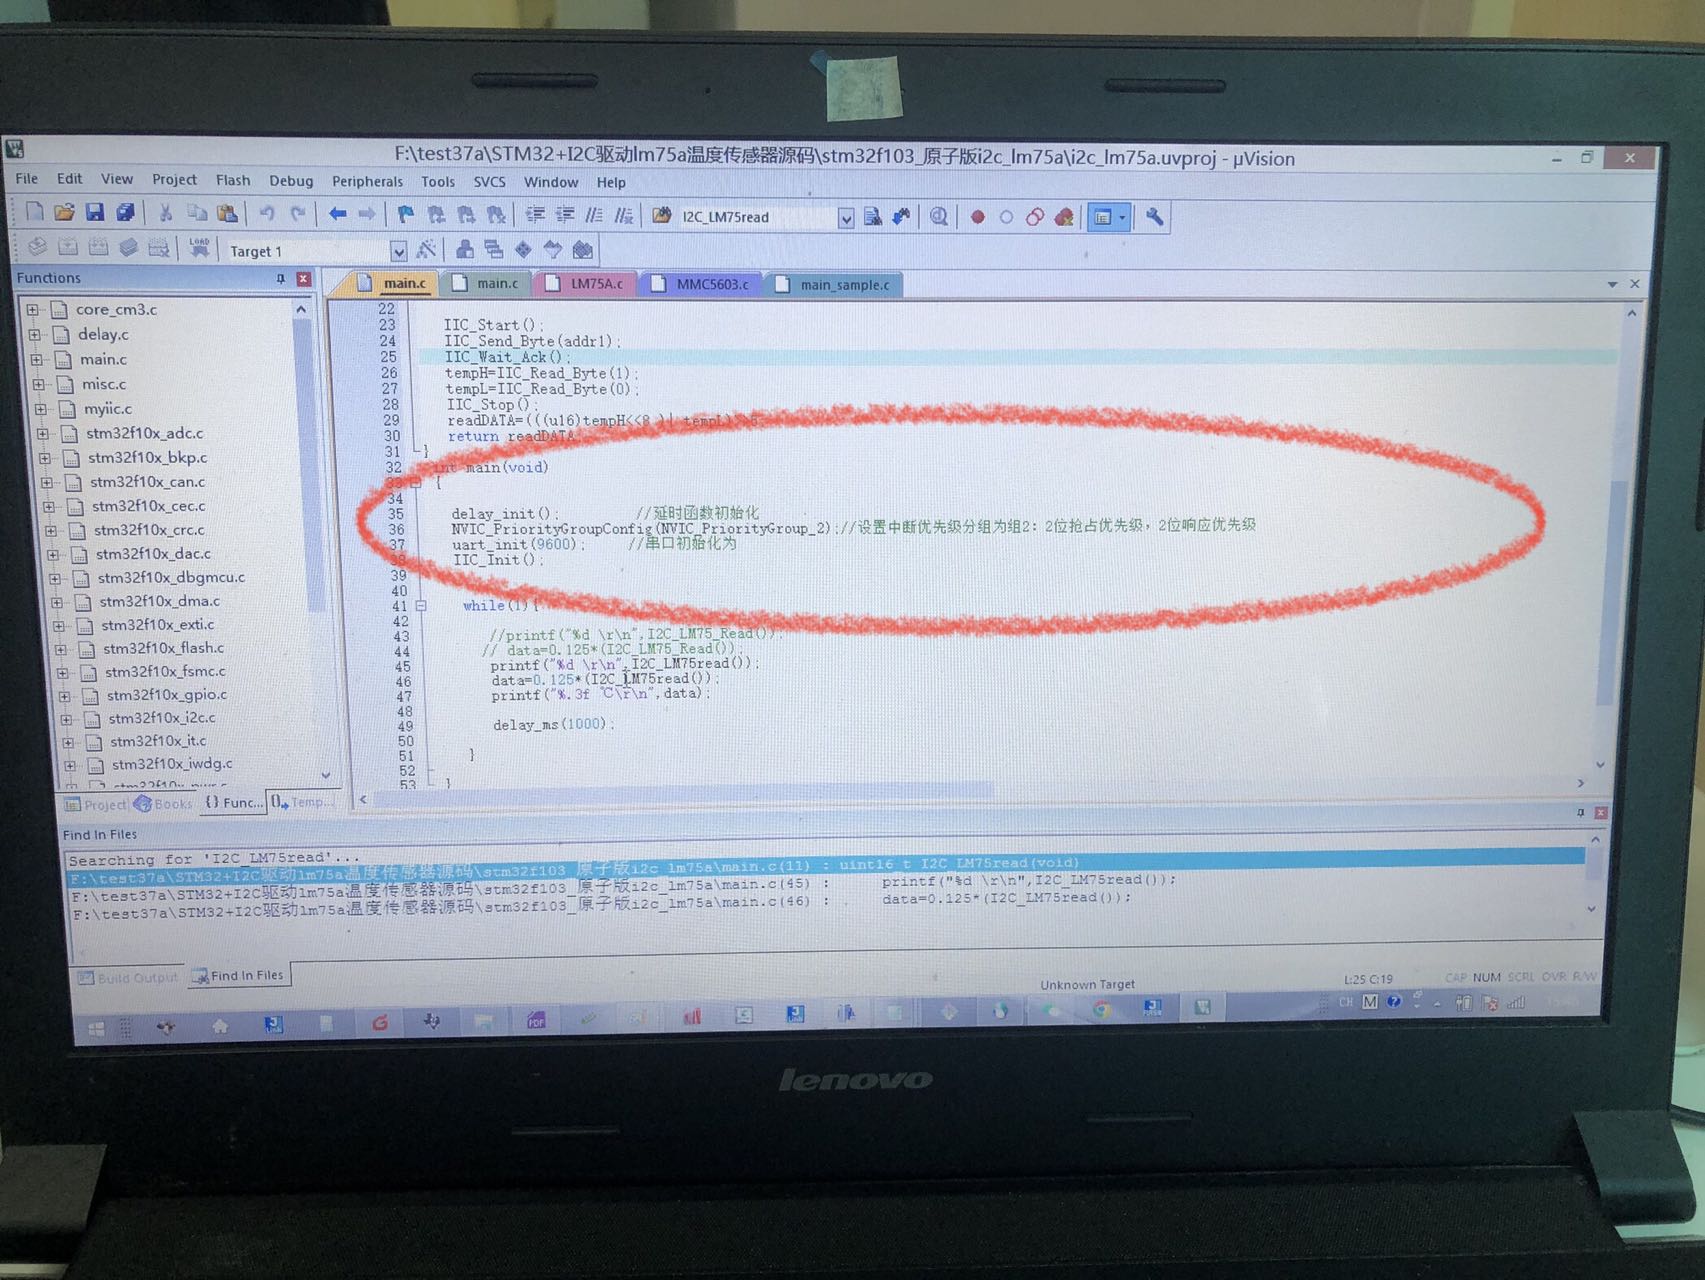 F:\test37a\STM32+I2C驱动lm75a温度传感器源码\stm32f103_原子版i2c_lm75a\i2c_lm75a.uvproj - µVision
File Edit View Project Flash Debug Peripherals Tools SVCS Window Help
I2C_LM75read
LOAD Target 1
Functions
main.c main.c LM75A.c MMC5603.c main_sample.c
core_cm3.c
delay.c
main.c
misc.c
myiic.c
stm32f10x_adc.c
stm32f10x_bkp.c
stm32f10x_can.c
stm32f10x_cec.c
stm32f10x_crc.c
stm32f10x_dac.c
stm32f10x_dbgmcu.c
stm32f10x_dma.c
stm32f10x_exti.c
stm32f10x_flash.c
stm32f10x_fsmc.c
stm32f10x_gpio.c
stm32f10x_i2c.c
stm32f10x_it.c
stm32f10x_iwdg.c
Project Books {} Func... Temp...
22
23 IIC_Start();
24 IIC_Send_Byte(addr1);
25 IIC_Wait_Ack();
26 tempH=IIC_Read_Byte(1);
27 tempL=IIC_Read_Byte(0);
28 IIC_Stop();
29 readDATA=(((u16)tempH<<8)| tempL)
30 return readDATA
31 }
32 int main(void)
33 {
34
35 delay_init(); //延时函数初始化
36 NVIC_PriorityGroupConfig(NVIC_PriorityGroup_2);//设置中断优先级分组为组2：2位抢占优先级，2位响应优先级
37 uart_init(9600); //串口初始化为
38 IIC_Init();
39
40
41 while(1){
42
43 //printf("%d \r\n",I2C_LM75_Read());
44 // data=0.125*(I2C_LM75_Read());
45 printf("%d \r\n",I2C_LM75read());
46 data=0.125*(I2C_LM75read());
47 printf("%.3f ℃\r\n",data);
48
49 delay_ms(1000);
50
51 }
52
53 }
Find In Files
Searching for 'I2C_LM75read'...
F:\test37a\STM32+I2C驱动lm75a温度传感器源码\stm32f103_原子版i2c_lm75a\main.c(11) : uint16_t I2C_LM75read(void)
F:\test37a\STM32+I2C驱动lm75a温度传感器源码\stm32f103_原子版i2c_lm75a\main.c(45) : printf("%d \r\n",I2C_LM75read());
F:\test37a\STM32+I2C驱动lm75a温度传感器源码\stm32f103_原子版i2c_lm75a\main.c(46) : data=0.125*(I2C_LM75read());
Build Output Find In Files
Unknown Target L:25 C:19 CAP NUM SCRL OVR R/W
CH M
lenovo